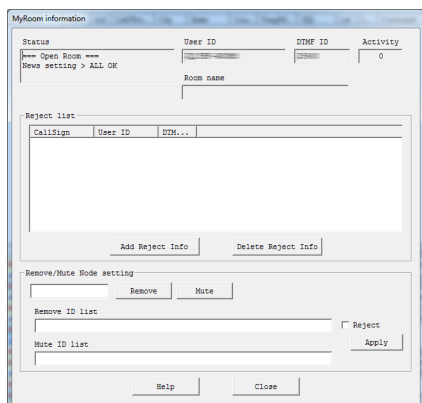 MyRoom information
Status
User ID
DTMF ID
Activity
=== Open Room ===
News setting > ALL OK
0
Room name
Reject list
CallSign
User ID
DTM...
Add Reject Info
Delete Reject Info
Remove/Mute Node setting
Remove
Mute
Remove ID list
Reject
Mute ID list
Apply
Help
Close